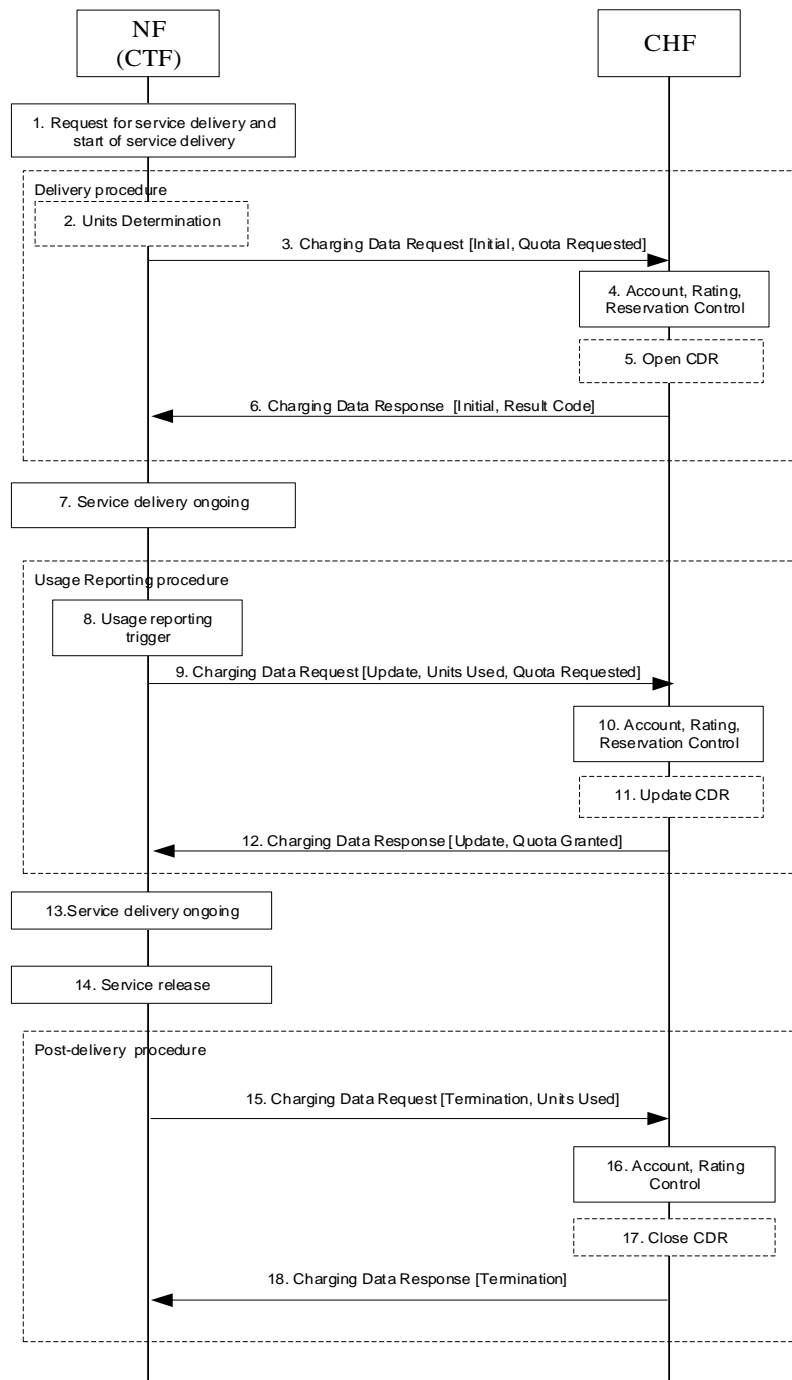 NF
(CTF)
CHF
1. Request for service delivery and
start of service delivery
Delivery procedure
2. Units Determination
3. Charging Data Request [Initial, Quota Requested]
4. Account, Rating,
Reservation Control
5. Open CDR
6. Charging Data Response [Initial, Result Code]
7. Service delivery ongoing
Usage Reporting procedure
8. Usage reporting
trigger
9. Charging Data Request [Update, Units Used, Quota Requested]
10. Account, Rating,
Reservation Control
11. Update CDR
12. Charging Data Response [Update, Quota Granted]
13.Service delivery ongoing
14. Service release
Post-delivery procedure
15. Charging Data Request [Termination, Units Used]
16. Account, Rating
Control
17. Close CDR
18. Charging Data Response [Termination]